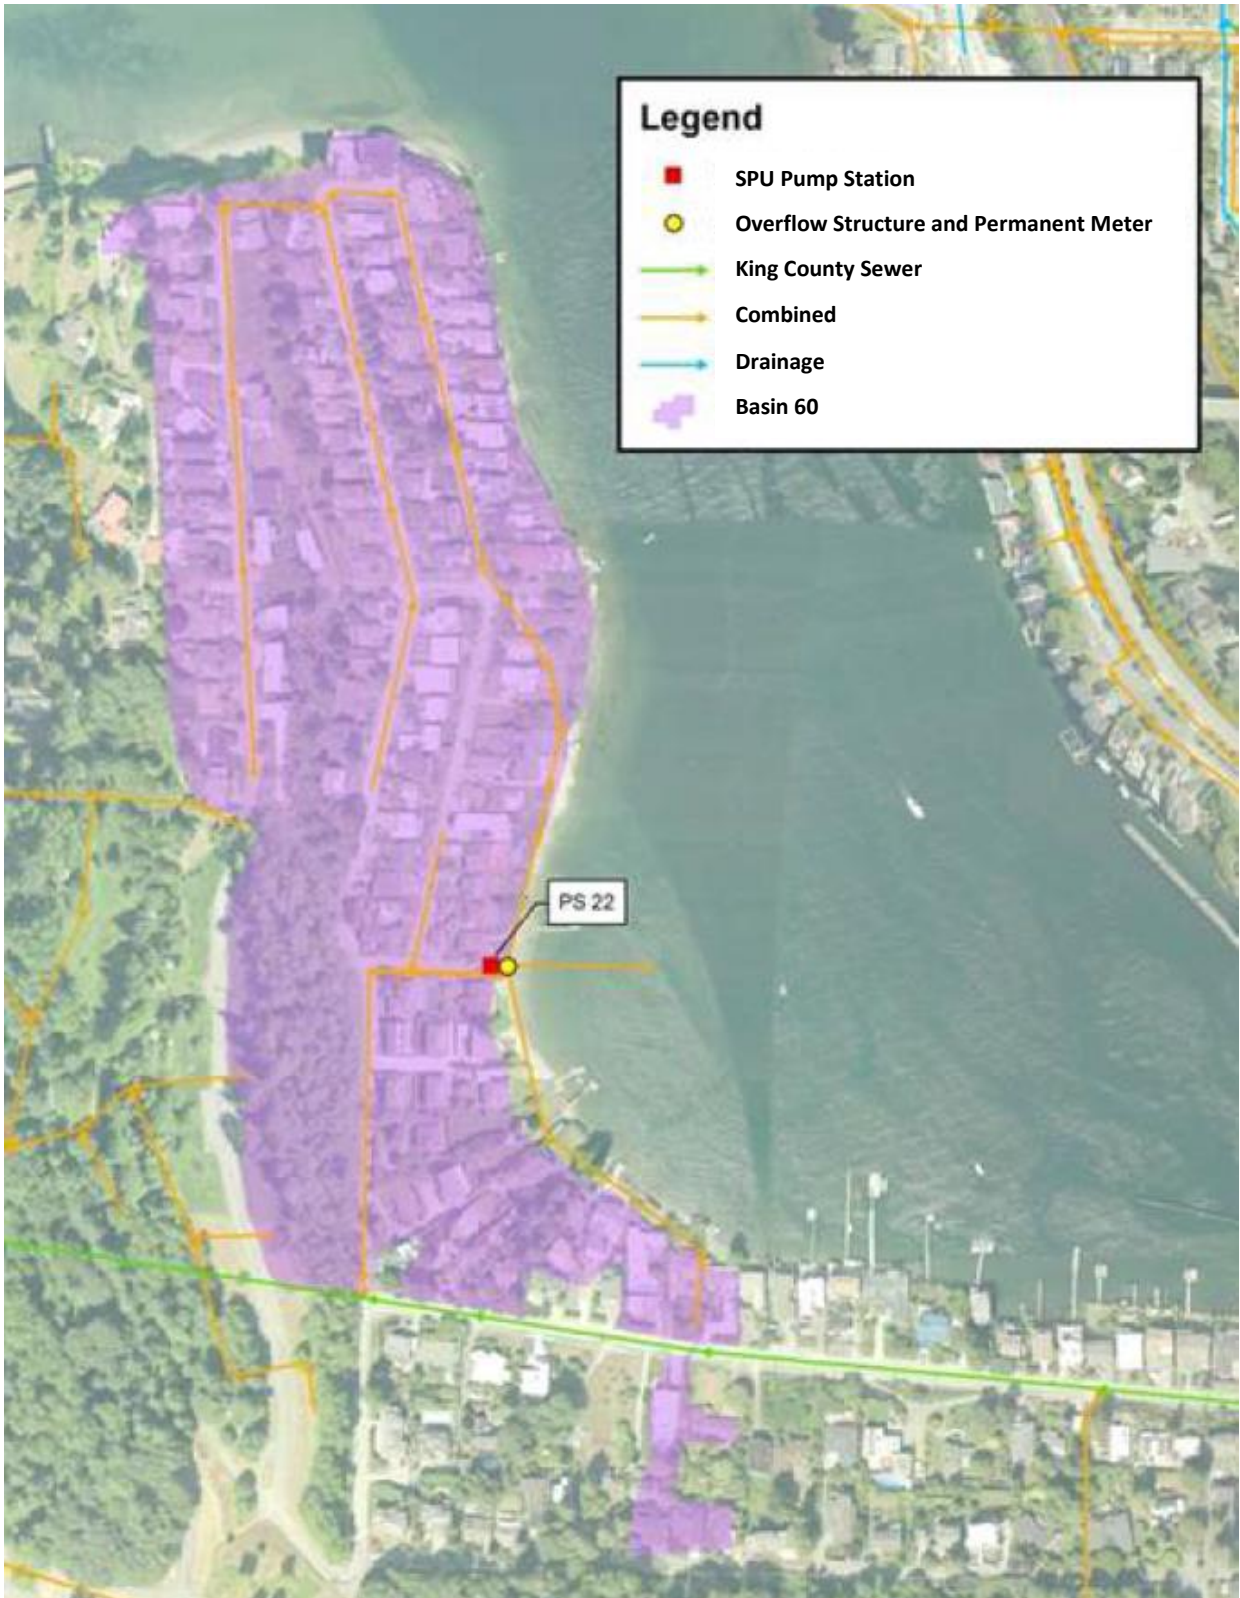 Legend
SPU Pump Station
Overflow Structure and Permanent Meter
King County Sewer
Combined
Drainage
Basin 60
PS 22